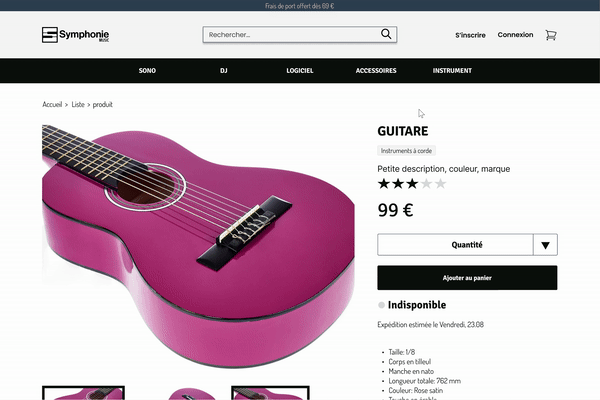 Frais de port offert dès 69 €
Symphonie
MUSIC
Rechercher...
S'inscrire
Connexion
SONO
DJ
LOGICIEL
ACCESSOIRES
INSTRUMENT
Accueil > Liste > produit
GUITARE
Instruments à corde
Petite description, couleur, marque
99 €
Quantité
Ajouter au panier
Indisponible
Expédition estimée le Vendredi, 23.08
Taille: 1/8
Corps en tilleul
Manche en nato
Longueur totale: 762 mm
Couleur: Rose satin